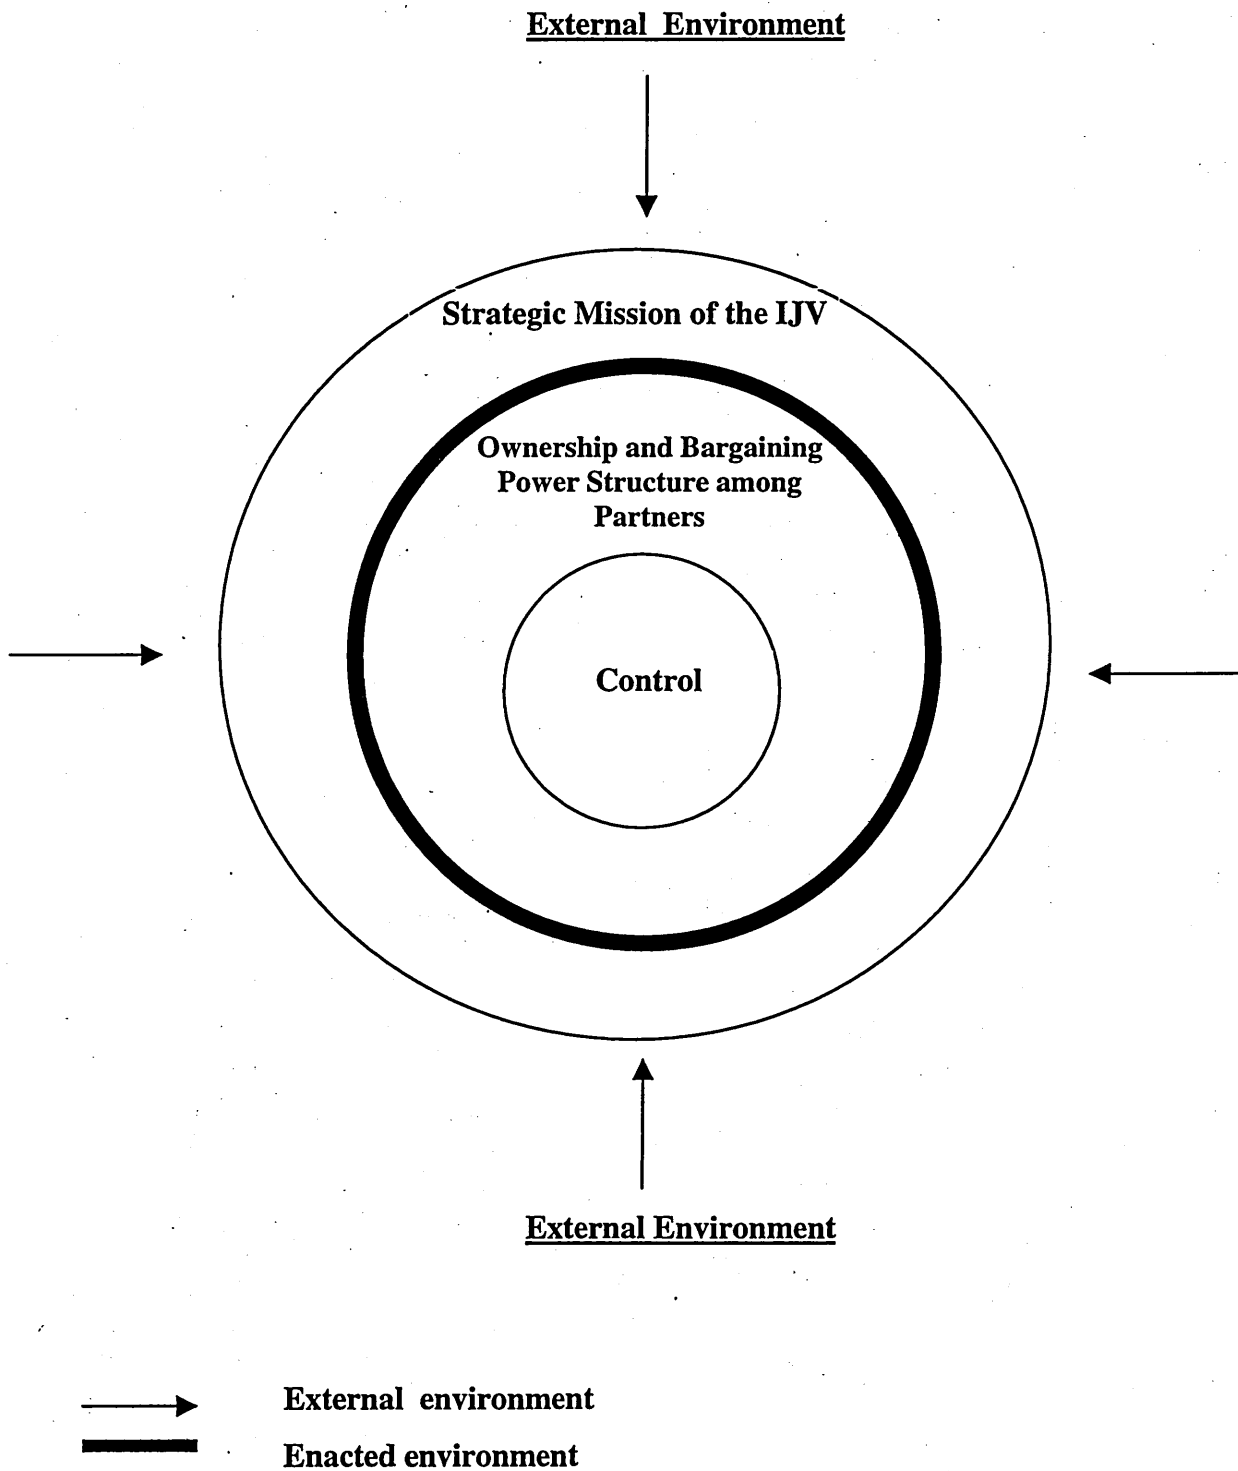 External Environment
Strategic Mission of the IJV
Ownership and Bargaining
Power Structure among
Partners
Control
External Environment
External environment
Enacted environment